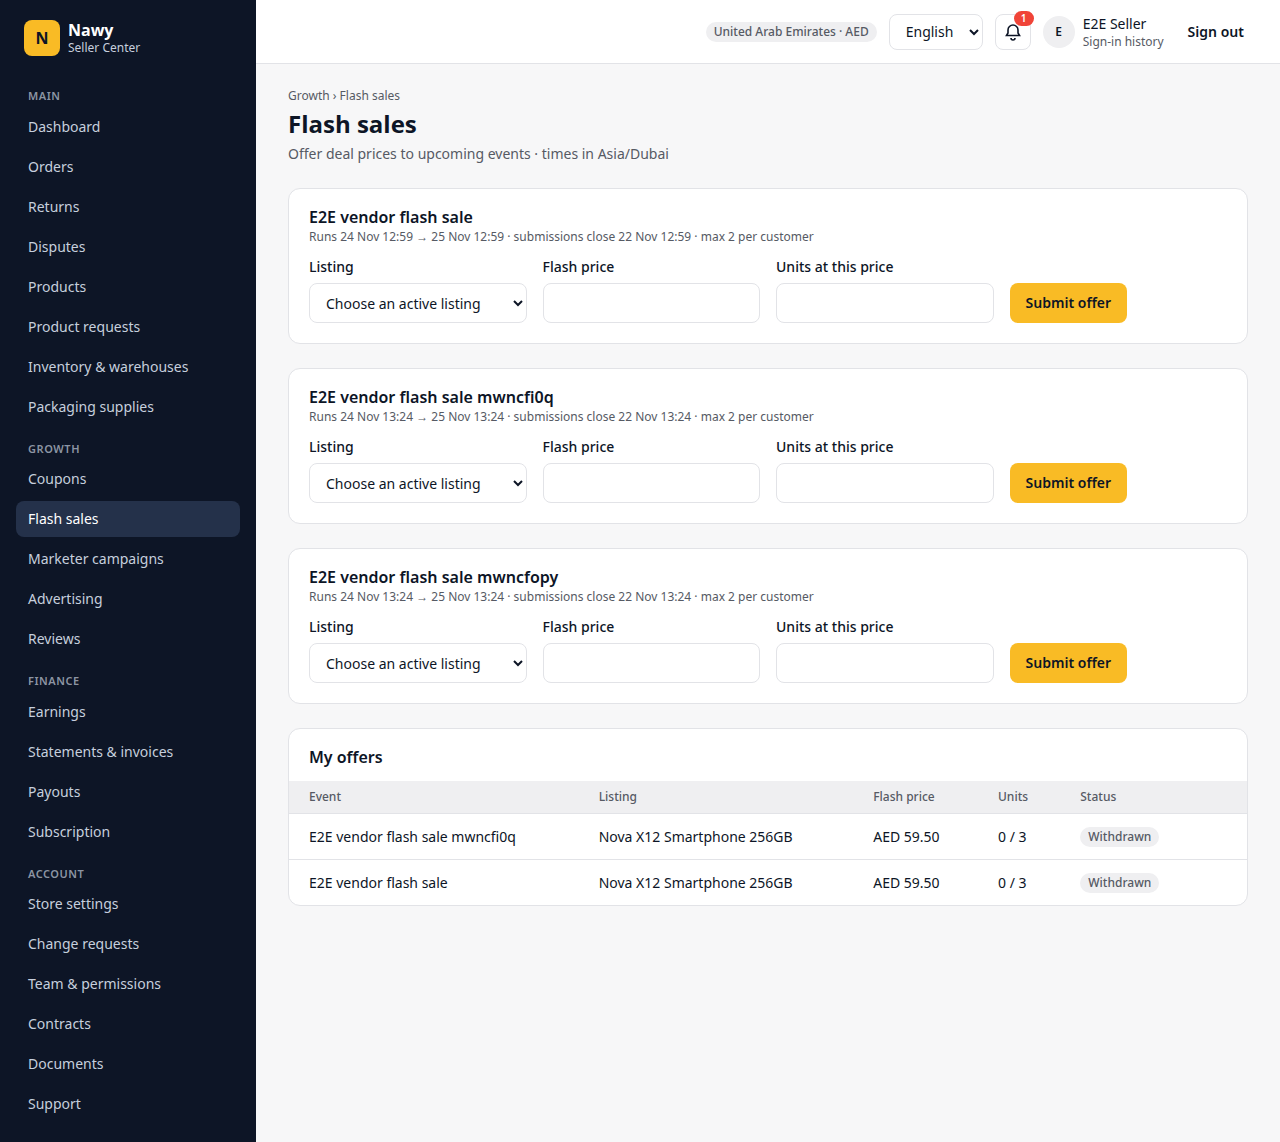 N
Nawy
Seller Center
MAIN
Dashboard
Orders
Returns
Disputes
Products
Product requests
Inventory & warehouses
Packaging supplies
GROWTH
Coupons
Flash sales
Marketer campaigns
Advertising
Reviews
FINANCE
Earnings
Statements & invoices
Payouts
Subscription
ACCOUNT
Store settings
Change requests
Team & permissions
Contracts
Documents
Support
United Arab Emirates · AED
English
1
E
E2E Seller
Sign-in history
Sign out
Growth › Flash sales
Flash sales
Offer deal prices to upcoming events · times in Asia/Dubai
E2E vendor flash sale
Runs 24 Nov 12:59 → 25 Nov 12:59 · submissions close 22 Nov 12:59 · max 2 per customer
Listing Flash price Units at this price
Choose an active listing Submit offer
E2E vendor flash sale mwncfi0q
Runs 24 Nov 13:24 → 25 Nov 13:24 · submissions close 22 Nov 13:24 · max 2 per customer
Listing Flash price Units at this price
Choose an active listing Submit offer
E2E vendor flash sale mwncfopy
Runs 24 Nov 13:24 → 25 Nov 13:24 · submissions close 22 Nov 13:24 · max 2 per customer
Listing Flash price Units at this price
Choose an active listing Submit offer
My offers
Event Listing Flash price Units Status
E2E vendor flash sale mwncfi0q Nova X12 Smartphone 256GB AED 59.50 0 / 3 Withdrawn
E2E vendor flash sale Nova X12 Smartphone 256GB AED 59.50 0 / 3 Withdrawn